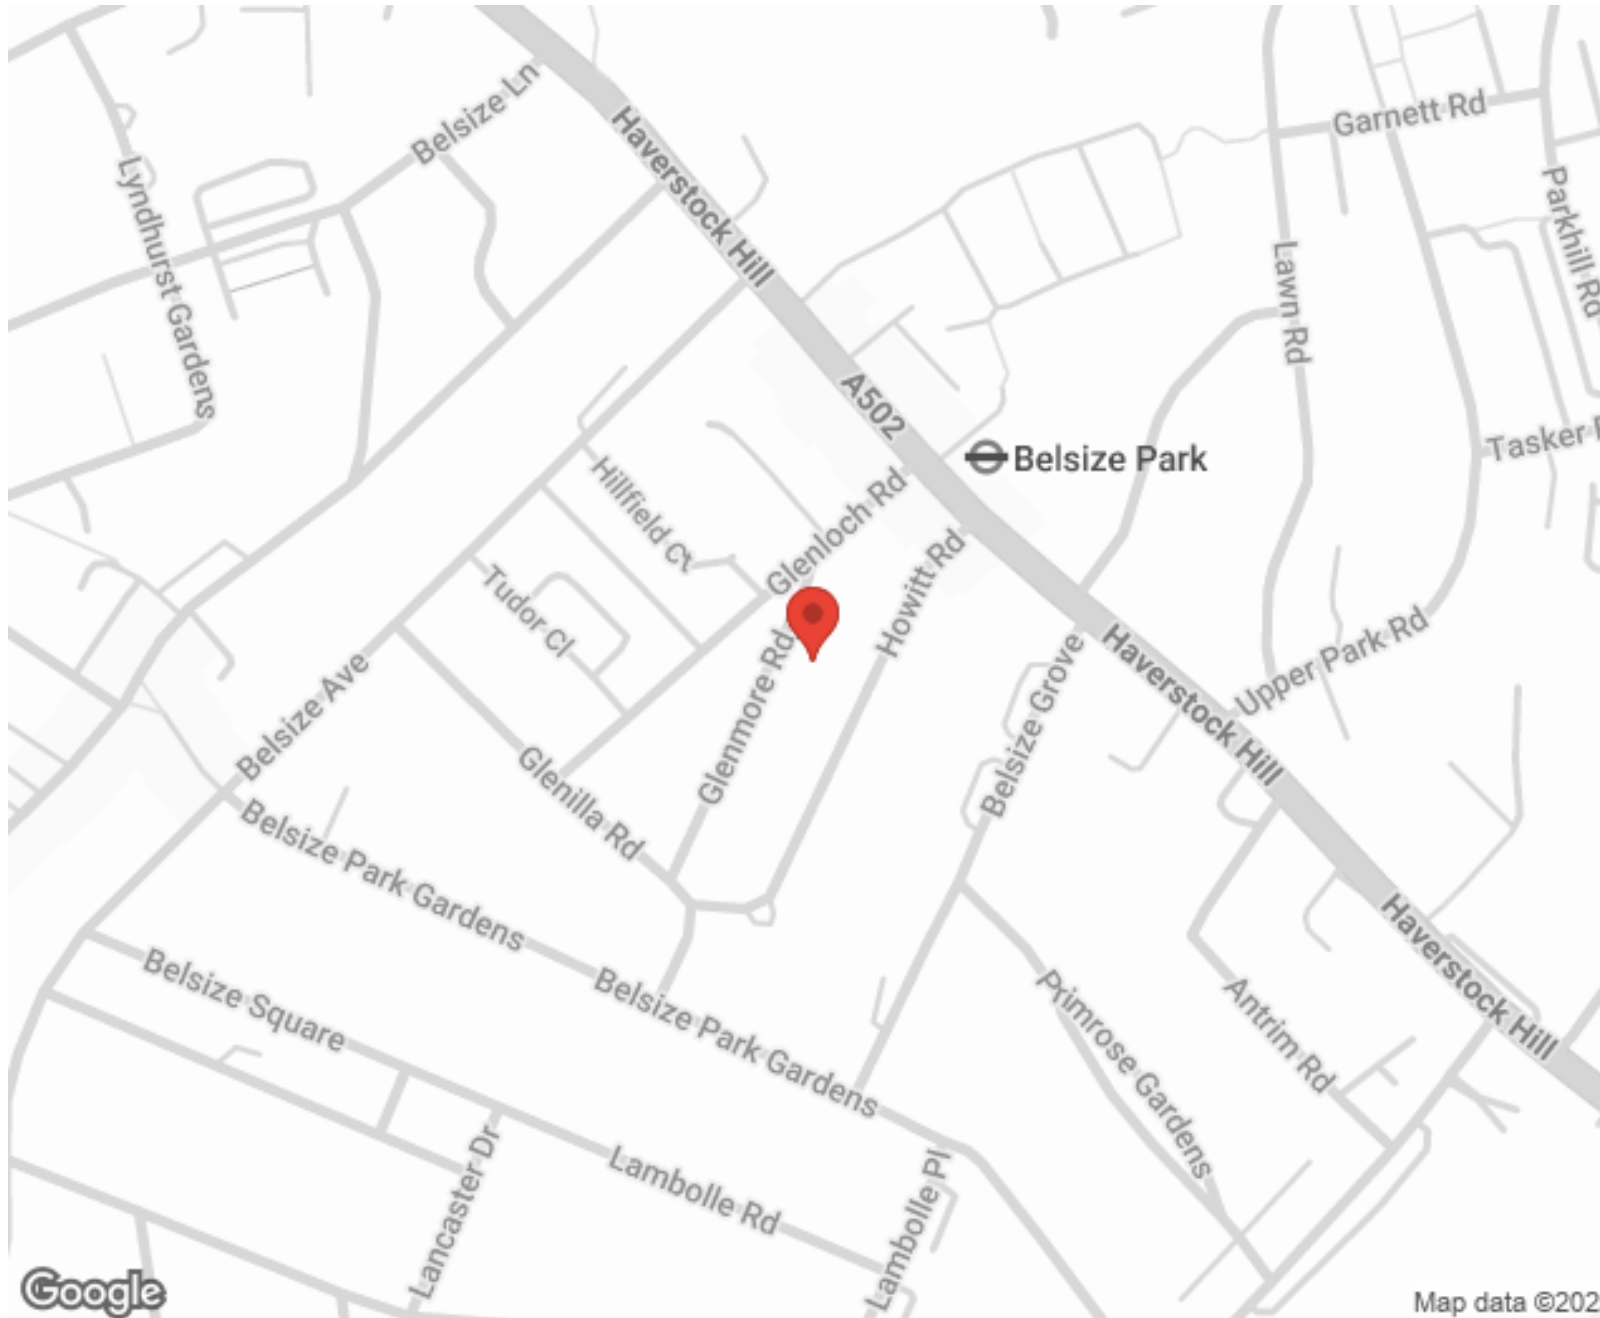 Belsize Ln
Haverstock Hill
Garnett Rd
Lyndhurst Gardens
Parkhill Rd
Lawn Rd
A502
Tasker
Belsize Park
Hillfield Ct
Glenloch Rd
Howitt Rd
Tudor Cl
Glenmore Rd
Belsize Grove
Haverstock Hill
Upper Park Rd
Belsize Ave
Glenilla Rd
Belsize Park Gardens
Belsize Park Gardens
Haverstock Hill
Belsize Square
Primrose Gardens
Antrim Rd
Lambolle Rd
Lancaster Dr
Lambolle Pl
Google
Map data ©202